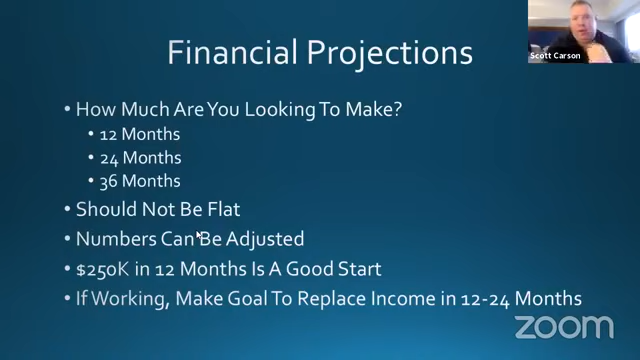 Scott Carson
Financial Projections
• How Much Are You Looking To Make?
• 12 Months
• 24 Months
• 36 Months
• Should Not Be Flat
• Numbers Can Be Adjusted
• $250K in 12 Months Is A Good Start
• If Working, Make Goal To Replace Income in 12-24 Months
zoom